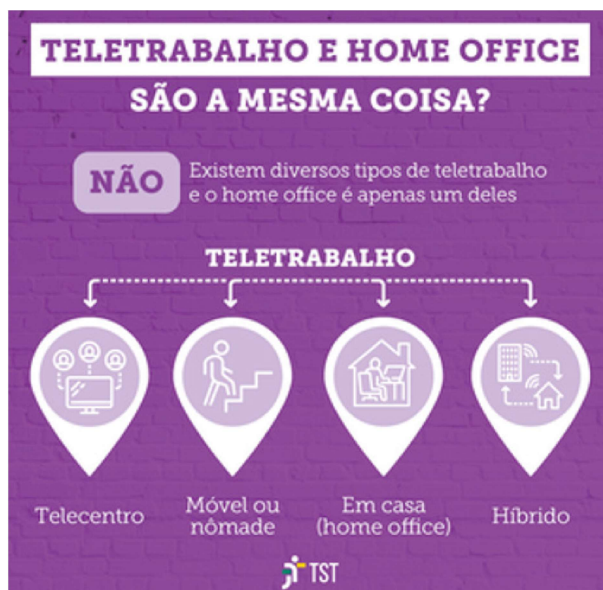 TELETRABALHO E HOME OFFICE
SÃO A MESMA COISA?
NÃO
Existem diversos tipos de teletrabalho
e o home office é apenas um deles
TELETRABALHO
Telecentro
Móvel ou
nômade
Em casa
(home office)
Híbrido
TST